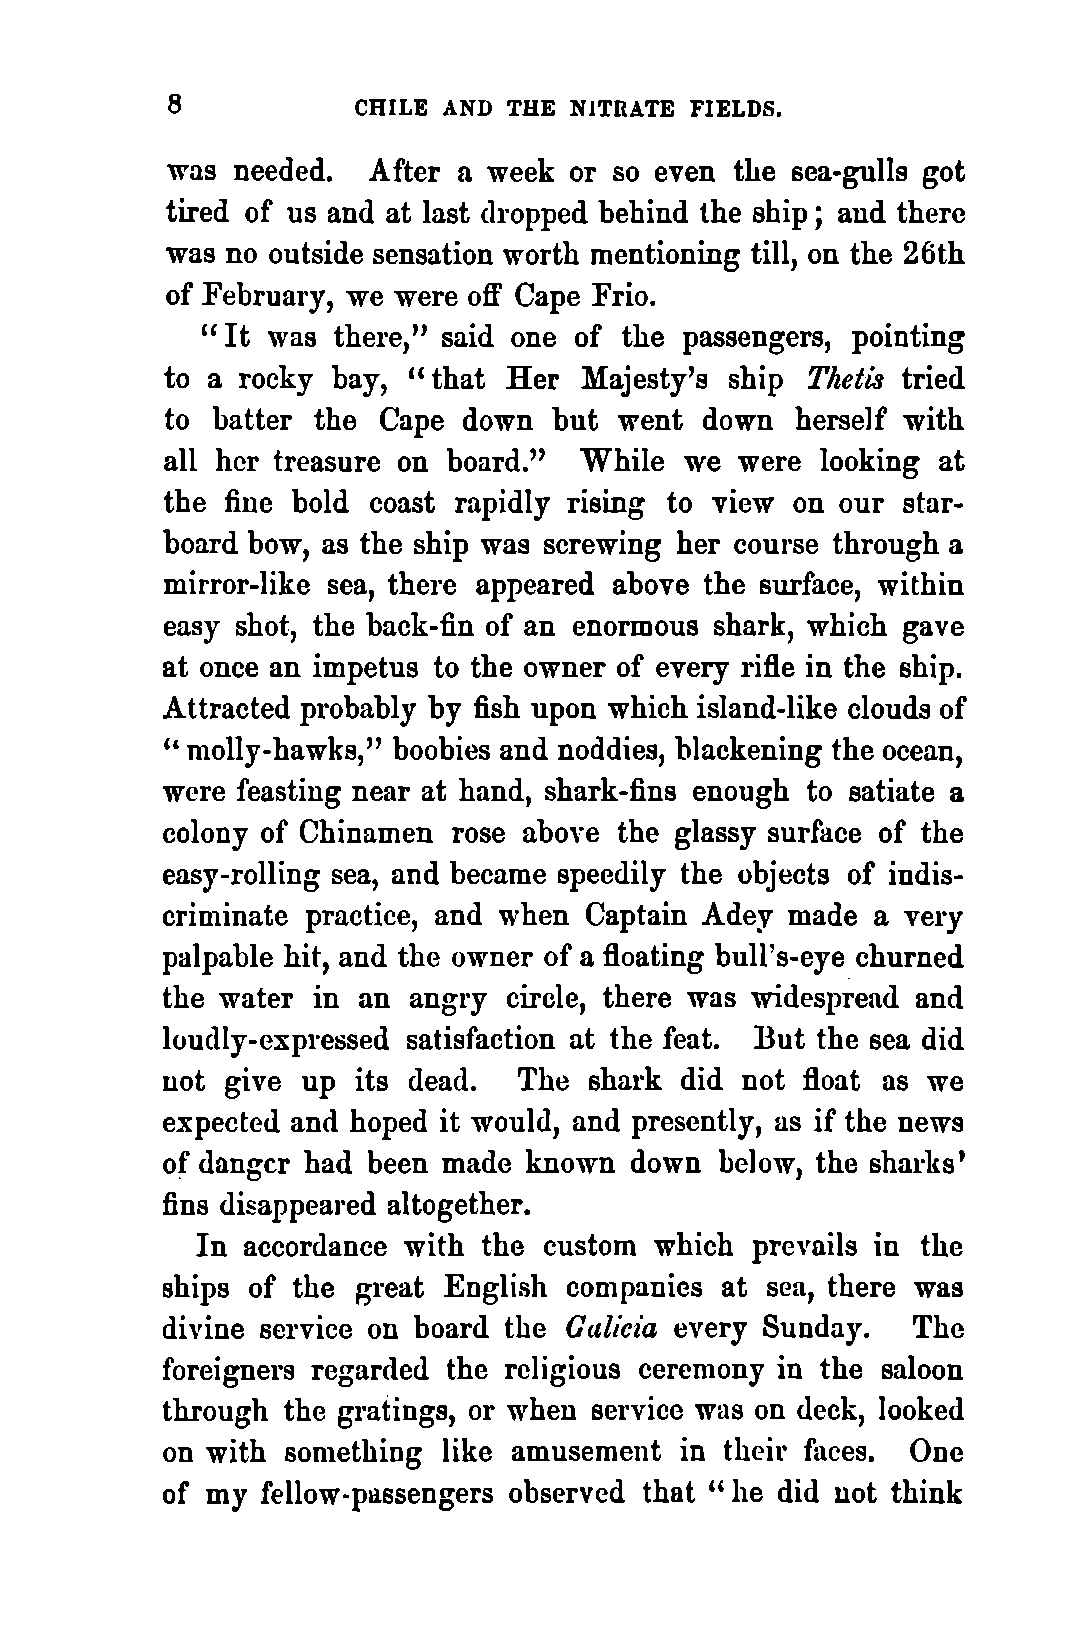 8 CHILE AND THE NITRATE FIELDS.
was needed. After a week or so even the sea-gulls got
tired of us and at last dropped behind the ship; and there
was no outside sensation worth mentioning till, on the 26th
of February, we were off Cape Frio.
"It was there," said one of the passengers, pointing
to a rocky bay, "that Her Majesty's ship Thetis tried
to batter the Cape down but went down herself with
all her treasure on board." While we were looking at
the fine bold coast rapidly rising to view on our star-
board bow, as the ship was screwing her course through a
mirror-like sea, there appeared above the surface, within
easy shot, the back-fin of an enormous shark, which gave
at once an impetus to the owner of every rifle in the ship.
Attracted probably by fish upon which island-like clouds of
"molly-hawks," boobies and noddies, blackening the ocean,
were feasting near at hand, shark-fins enough to satiate a
colony of Chinamen rose above the glassy surface of the
easy-rolling sea, and became speedily the objects of indis-
criminate practice, and when Captain Adey made a very
palpable hit, and the owner of a floating bull's-eye churned
the water in an angry circle, there was widespread and
loudly-expressed satisfaction at the feat. But the sea did
not give up its dead. The shark did not float as we
expected and hoped it would, and presently, as if the news
of danger had been made known down below, the sharks'
fins disappeared altogether.
In accordance with the custom which prevails in the
ships of the great English companies at sea, there was
divine service on board the Galicia every Sunday. The
foreigners regarded the religious ceremony in the saloon
through the gratings, or when service was on deck, looked
on with something like amusement in their faces. One
of my fellow-passengers observed that "he did not think